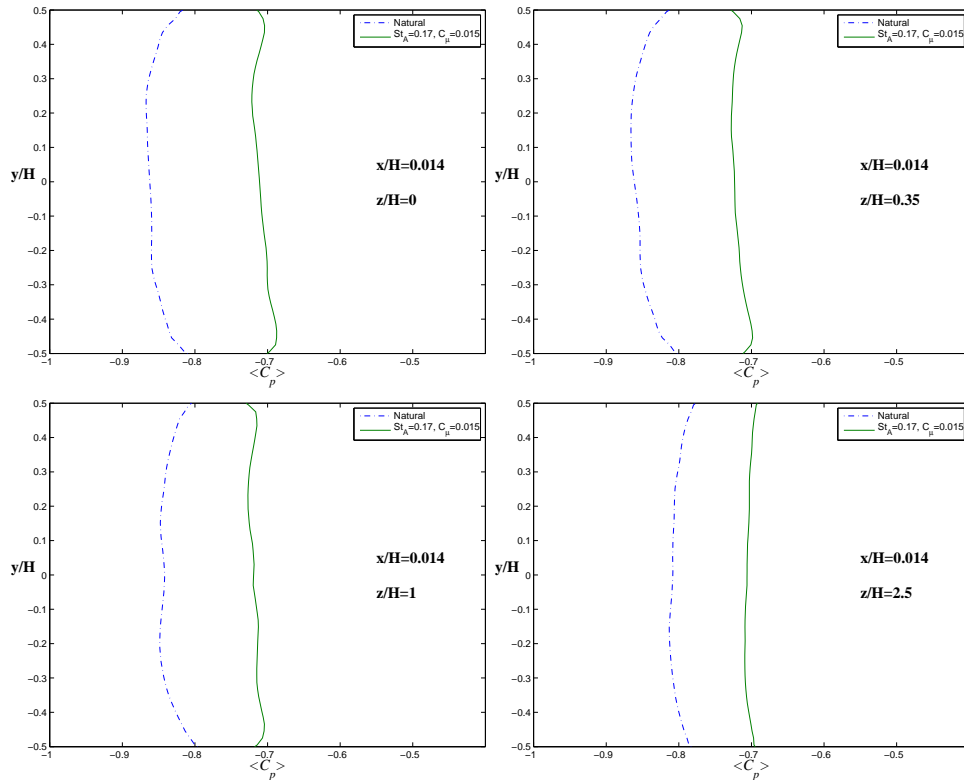 0.5
0.4
0.3
0.2
0.1
0
−0.1
−0.2
−0.3
−0.4
−0.5
y/H
−1
−0.9
−0.8
−0.7
−0.6
−0.5
<C_p>
Natural
St_A=0.17, C_μ=0.015
x/H=0.014
z/H=0
0.5
0.4
0.3
0.2
0.1
0
−0.1
−0.2
−0.3
−0.4
−0.5
y/H
−1
−0.9
−0.8
−0.7
−0.6
−0.5
<C_p>
Natural
St_A=0.17, C_μ=0.015
x/H=0.014
z/H=0.35
0.5
0.4
0.3
0.2
0.1
0
−0.1
−0.2
−0.3
−0.4
−0.5
y/H
−1
−0.9
−0.8
−0.7
−0.6
−0.5
<C_p>
Natural
St_A=0.17, C_μ=0.015
x/H=0.014
z/H=1
0.5
0.4
0.3
0.2
0.1
0
−0.1
−0.2
−0.3
−0.4
−0.5
y/H
−1
−0.9
−0.8
−0.7
−0.6
−0.5
<C_p>
Natural
St_A=0.17, C_μ=0.015
x/H=0.014
z/H=2.5